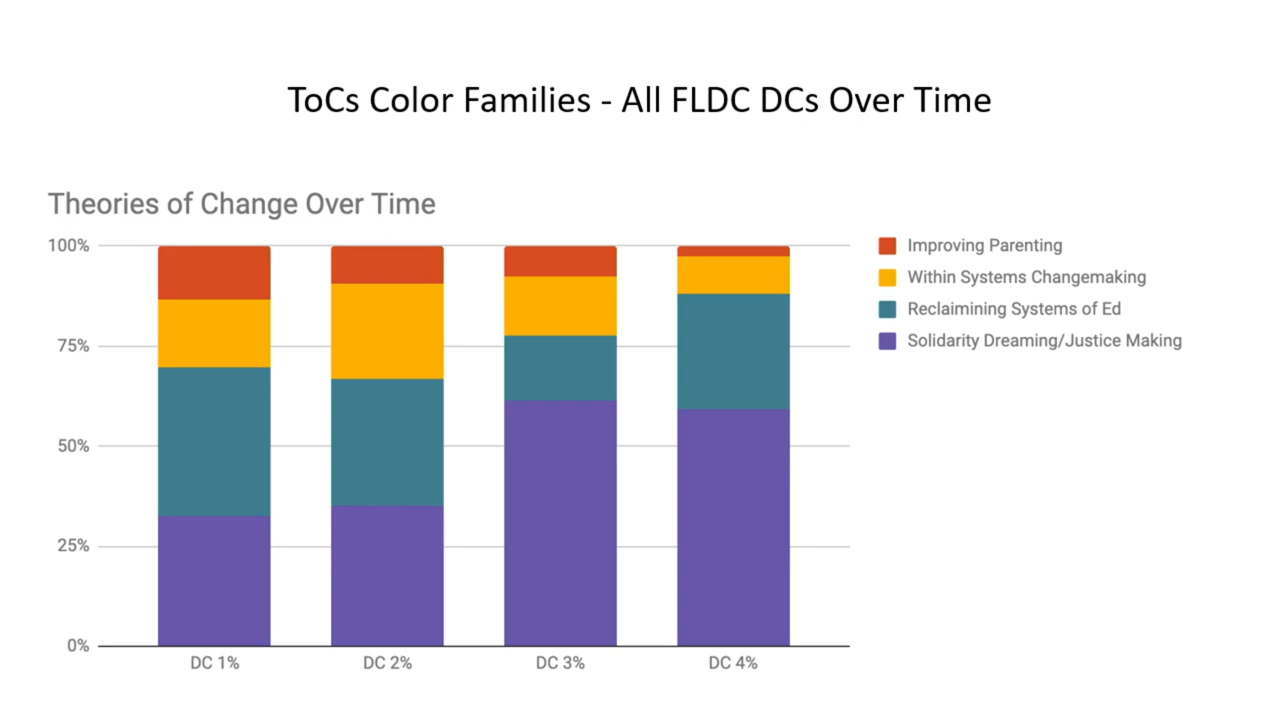 ToCs Color Families - All FLDC DCs Over Time
Theories of Change Over Time
100%
75%
50%
25%
0%
DC 1%
DC 2%
DC 3%
DC 4%
Improving Parenting
Within Systems Changemaking
Reclaimining Systems of Ed
Solidarity Dreaming/Justice Making